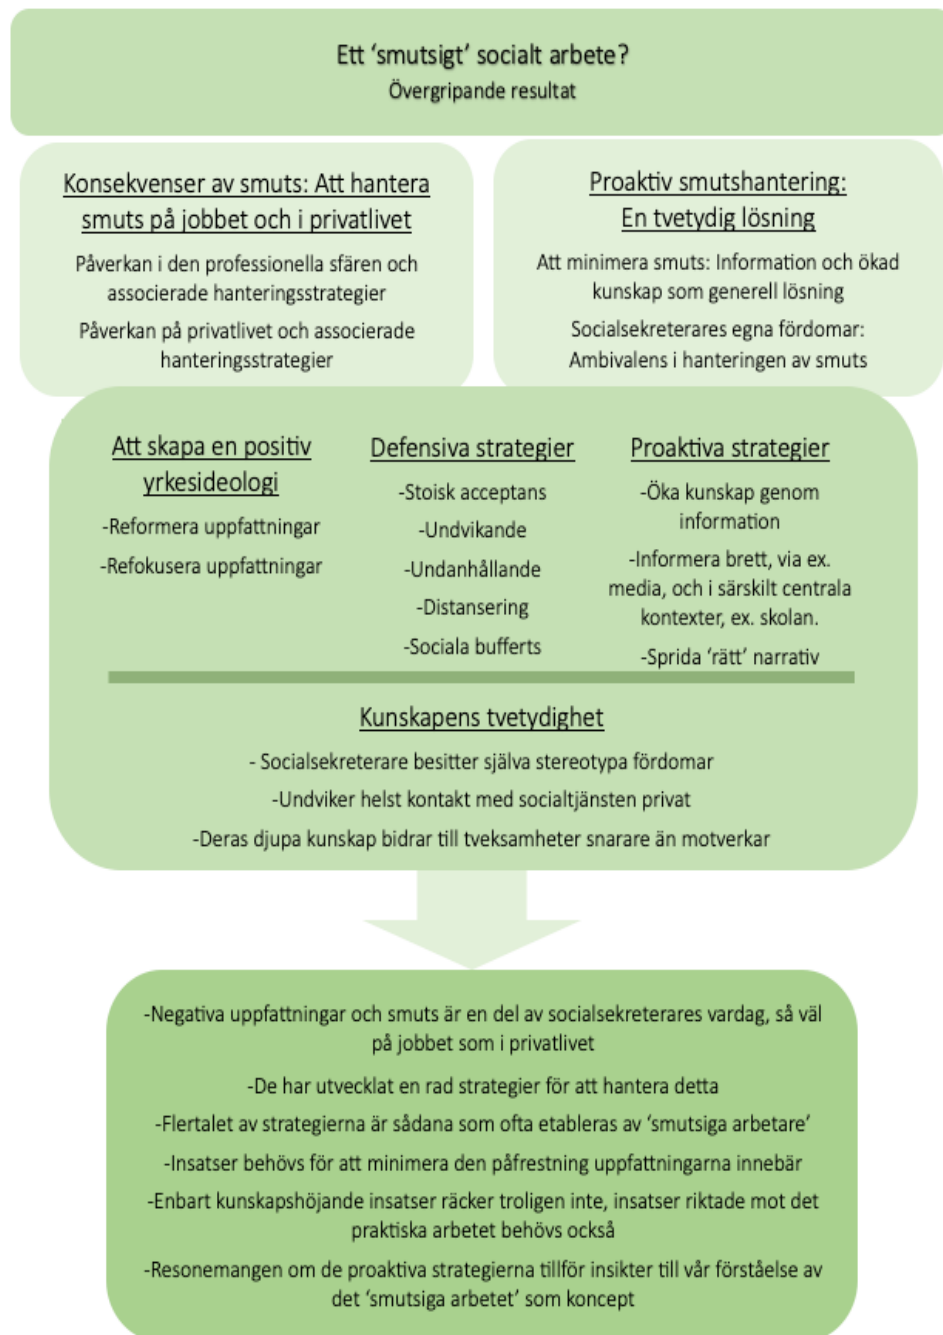 Ett ‘smutsigt’ socialt arbete?
Övergripande resultat
Konsekvenser av smuts: Att hantera
smuts på jobbet och i privatlivet
Påverkan i den professionella sfären och
associerade hanteringsstrategier
Påverkan på privatlivet och associerade
hanteringsstrategier
Proaktiv smutshantering:
En tvetydig lösning
Att minimera smuts: Information och ökad
kunskap som generell lösning
Socialsekreterares egna fördomar:
Ambivalens i hanteringen av smuts
Att skapa en positiv
yrkesideologi
-Reformera uppfattningar
-Refokusera uppfattningar
Defensiva strategier
-Stoisk acceptans
-Undvikande
-Undanhållande
-Distansering
-Sociala bufferts
Proaktiva strategier
-Öka kunskap genom
information
-Informera brett, via ex.
media, och i särskilt centrala
kontexter, ex. skolan.
-Sprida ‘rätt’ narrativ
Kunskapens tvetydighet
- Socialsekreterare besitter själva stereotypa fördomar
-Undviker helst kontakt med socialtjänsten privat
-Deras djupa kunskap bidrar till tveksamheter snarare än motverkar
-Negativa uppfattningar och smuts är en del av socialsekreterares vardag, så väl
på jobbet som i privatlivet
-De har utvecklat en rad strategier för att hantera detta
-Flertalet av strategierna är sådana som ofta etableras av ‘smutsiga arbetare’
-Insatser behövs för att minimera den påfrestning uppfattningarna innebär
-Enbart kunskapshöjande insatser räcker troligen inte, insatser riktade mot det
praktiska arbetet behövs också
-Resonemangen om de proaktiva strategierna tillför insikter till vår förståelse av
det ‘smutsiga arbetet’ som koncept